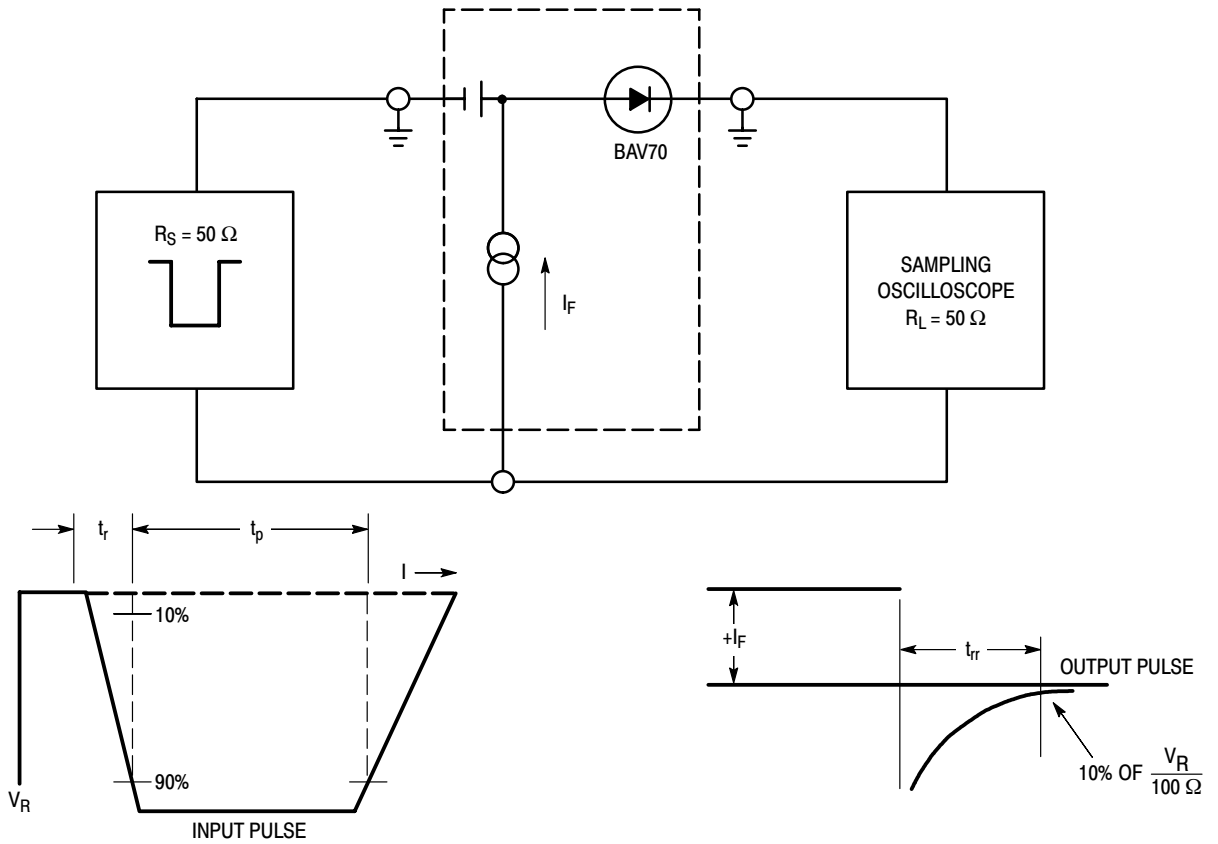 BAV70
R_S = 50 Ω
I_F
SAMPLING
OSCILLOSCOPE
R_L = 50 Ω
t_r
t_p
I
10%
90%
V_R
INPUT PULSE
+I_F
t_rr
OUTPUT PULSE
10% OF V_R / 100 Ω